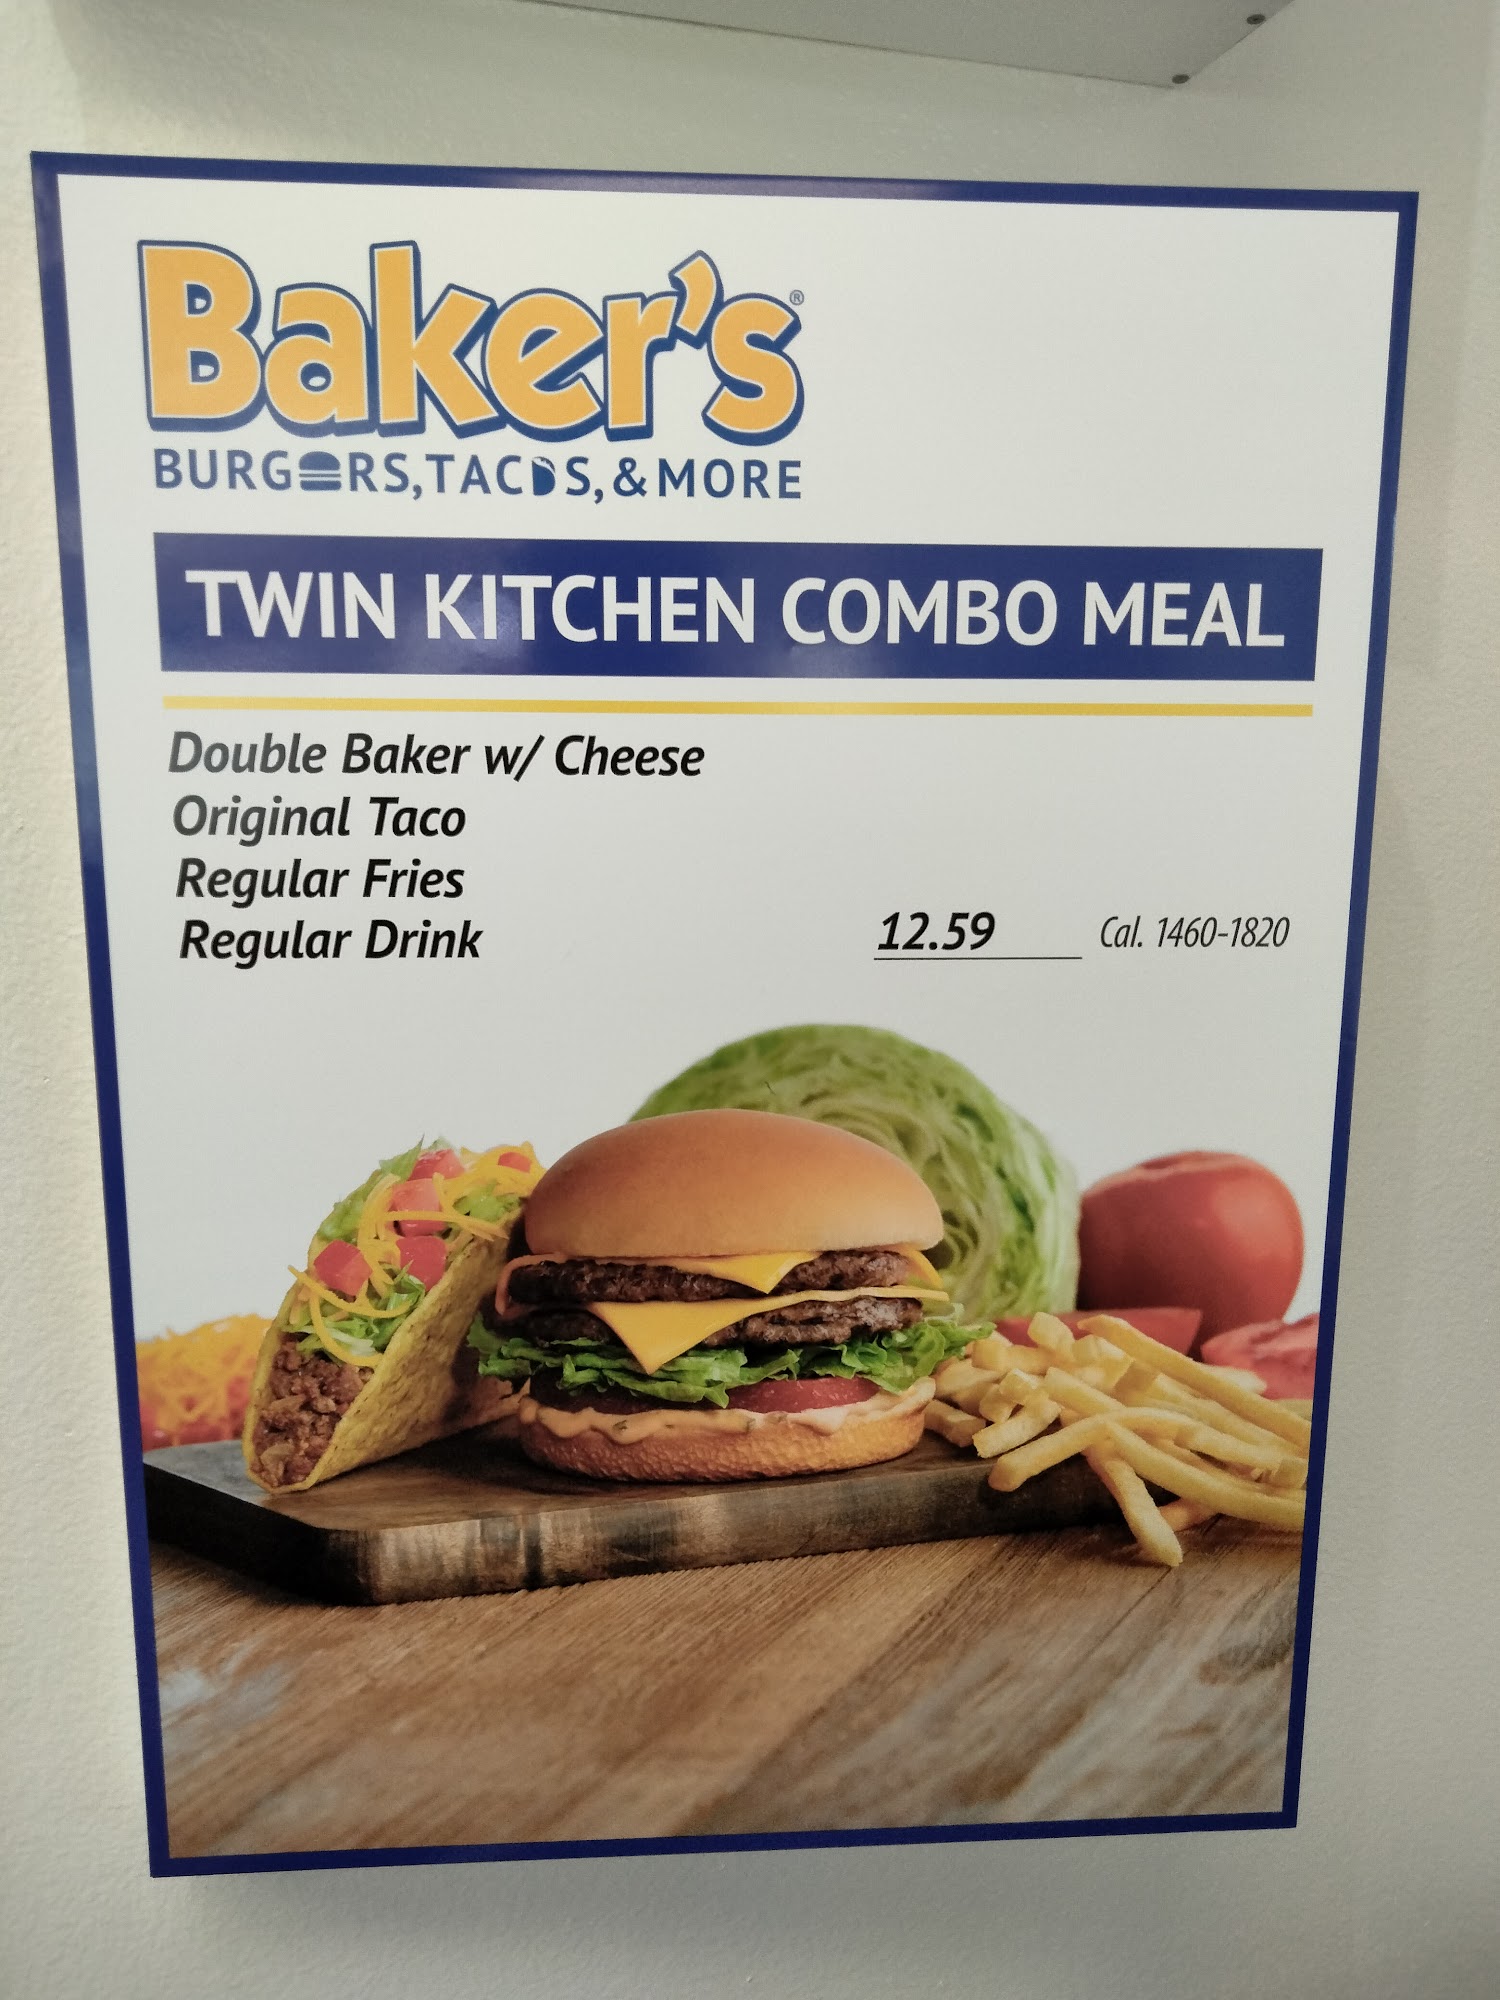 Baker's®
BURGERS, TACOS, & MORE
TWIN KITCHEN COMBO MEAL
Double Baker w/ Cheese
Original Taco
Regular Fries
Regular Drink 12.59 Cal. 1460-1820